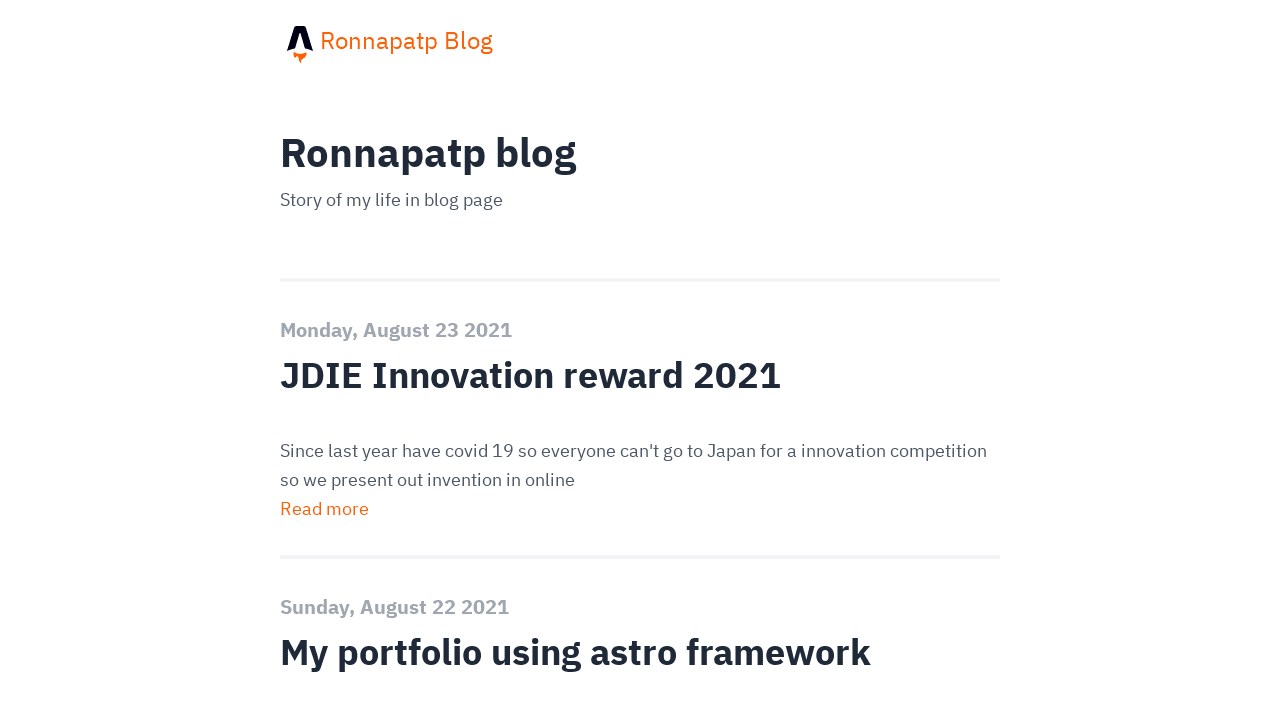 Ronnapatp Blog
Ronnapatp blog
Story of my life in blog page
Monday, August 23 2021
JDIE Innovation reward 2021
Since last year have covid 19 so everyone can't go to Japan for a innovation competition
so we present out invention in online
Read more
Sunday, August 22 2021
My portfolio using astro framework